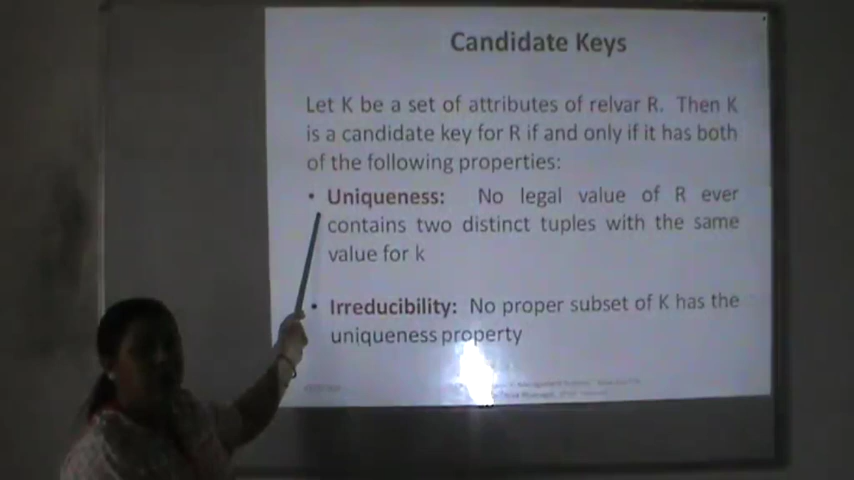 Candidate Keys
Let K be a set of attributes of relvar R. Then K
is a candidate key for R if and only if it has both
of the following properties:
• Uniqueness: No legal value of R ever
contains two distinct tuples with the same
value for k
• Irreducibility: No proper subset of K has the
uniqueness property
Management